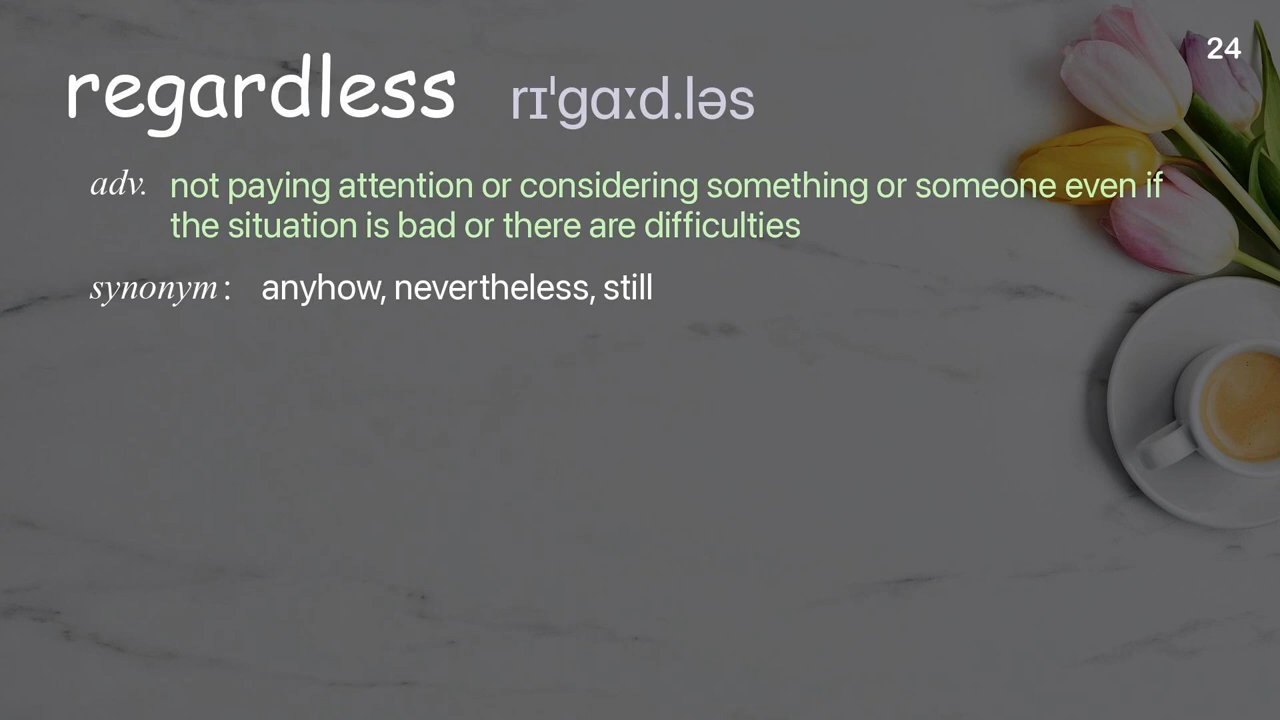 24
regardless rɪˈɡɑːd.ləs
adv. not paying attention or considering something or someone even if
the situation is bad or there are difficulties
synonym: anyhow, nevertheless, still